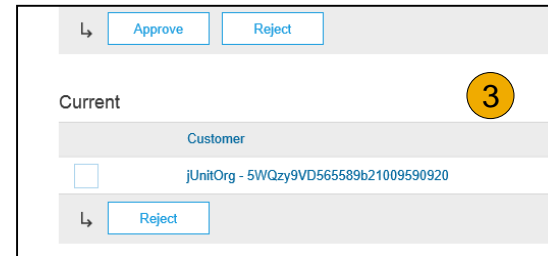 Approve Reject
Current
3
Customer
jUnitOrg - 5WQzy9VD565589b21009590920
Reject